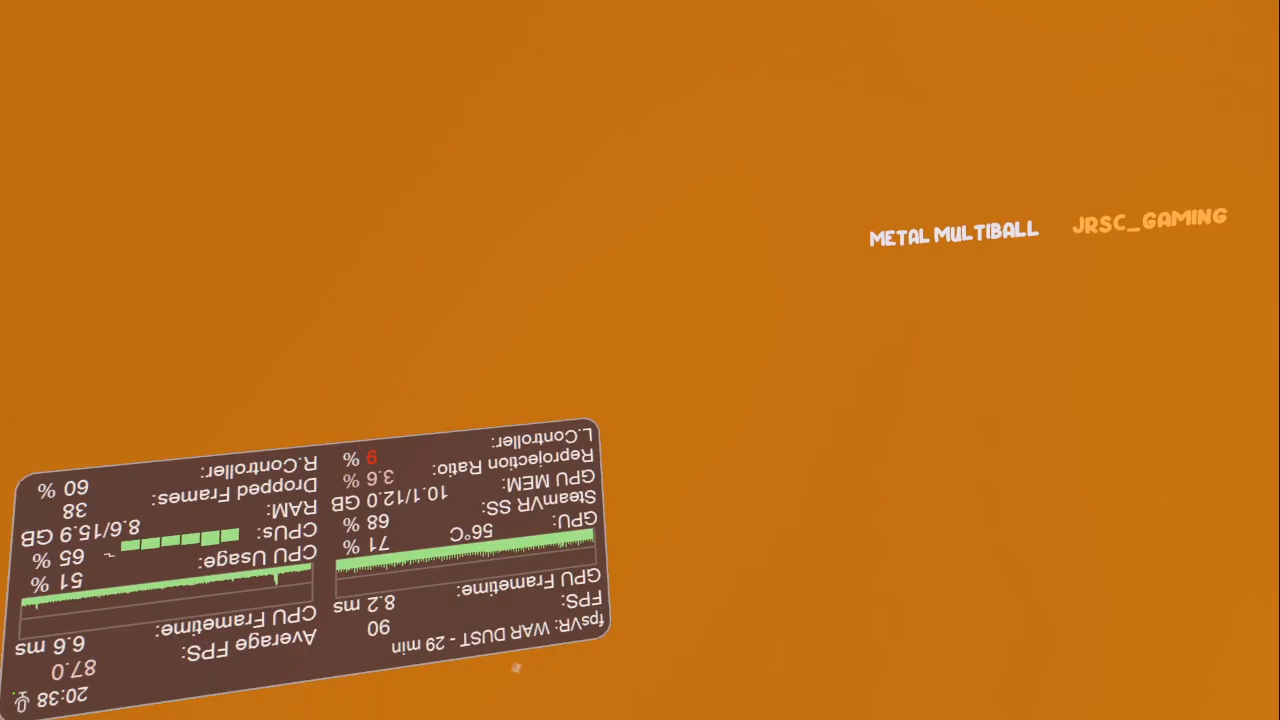 METAL MULTIBALL JRSC_GAMING
fpsVR: WAR DUST - 29 min 20:38
FPS: 90 Average FPS: 87.0
GPU Frametime: 8.2 ms CPU Frametime: 6.6 ms
GPU: 56°C 71 % CPU Usage: 51 %
SteamVR SS: 68 % CPUs: 65 %
GPU MEM: 10.1/12.0 GB RAM: 8.6/15.9 GB
Reprojection Ratio: 3.6 % Dropped Frames: 38
L.Controller: 9 % R.Controller: 60 %